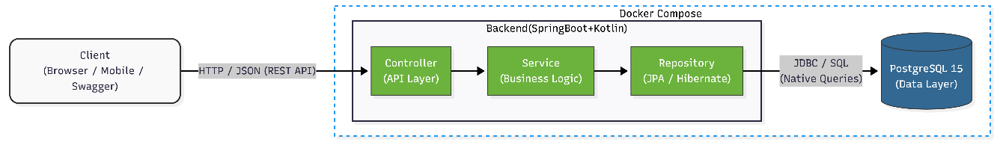 Docker Compose
Backend(SpringBoot+Kotlin)
Client
(Browser / Mobile /
Swagger)
HTTP / JSON (REST API)
Controller
(API Layer)
Service
(Business Logic)
Repository
(JPA / Hibernate)
JDBC / SQL
(Native Queries)
PostgreSQL 15
(Data Layer)